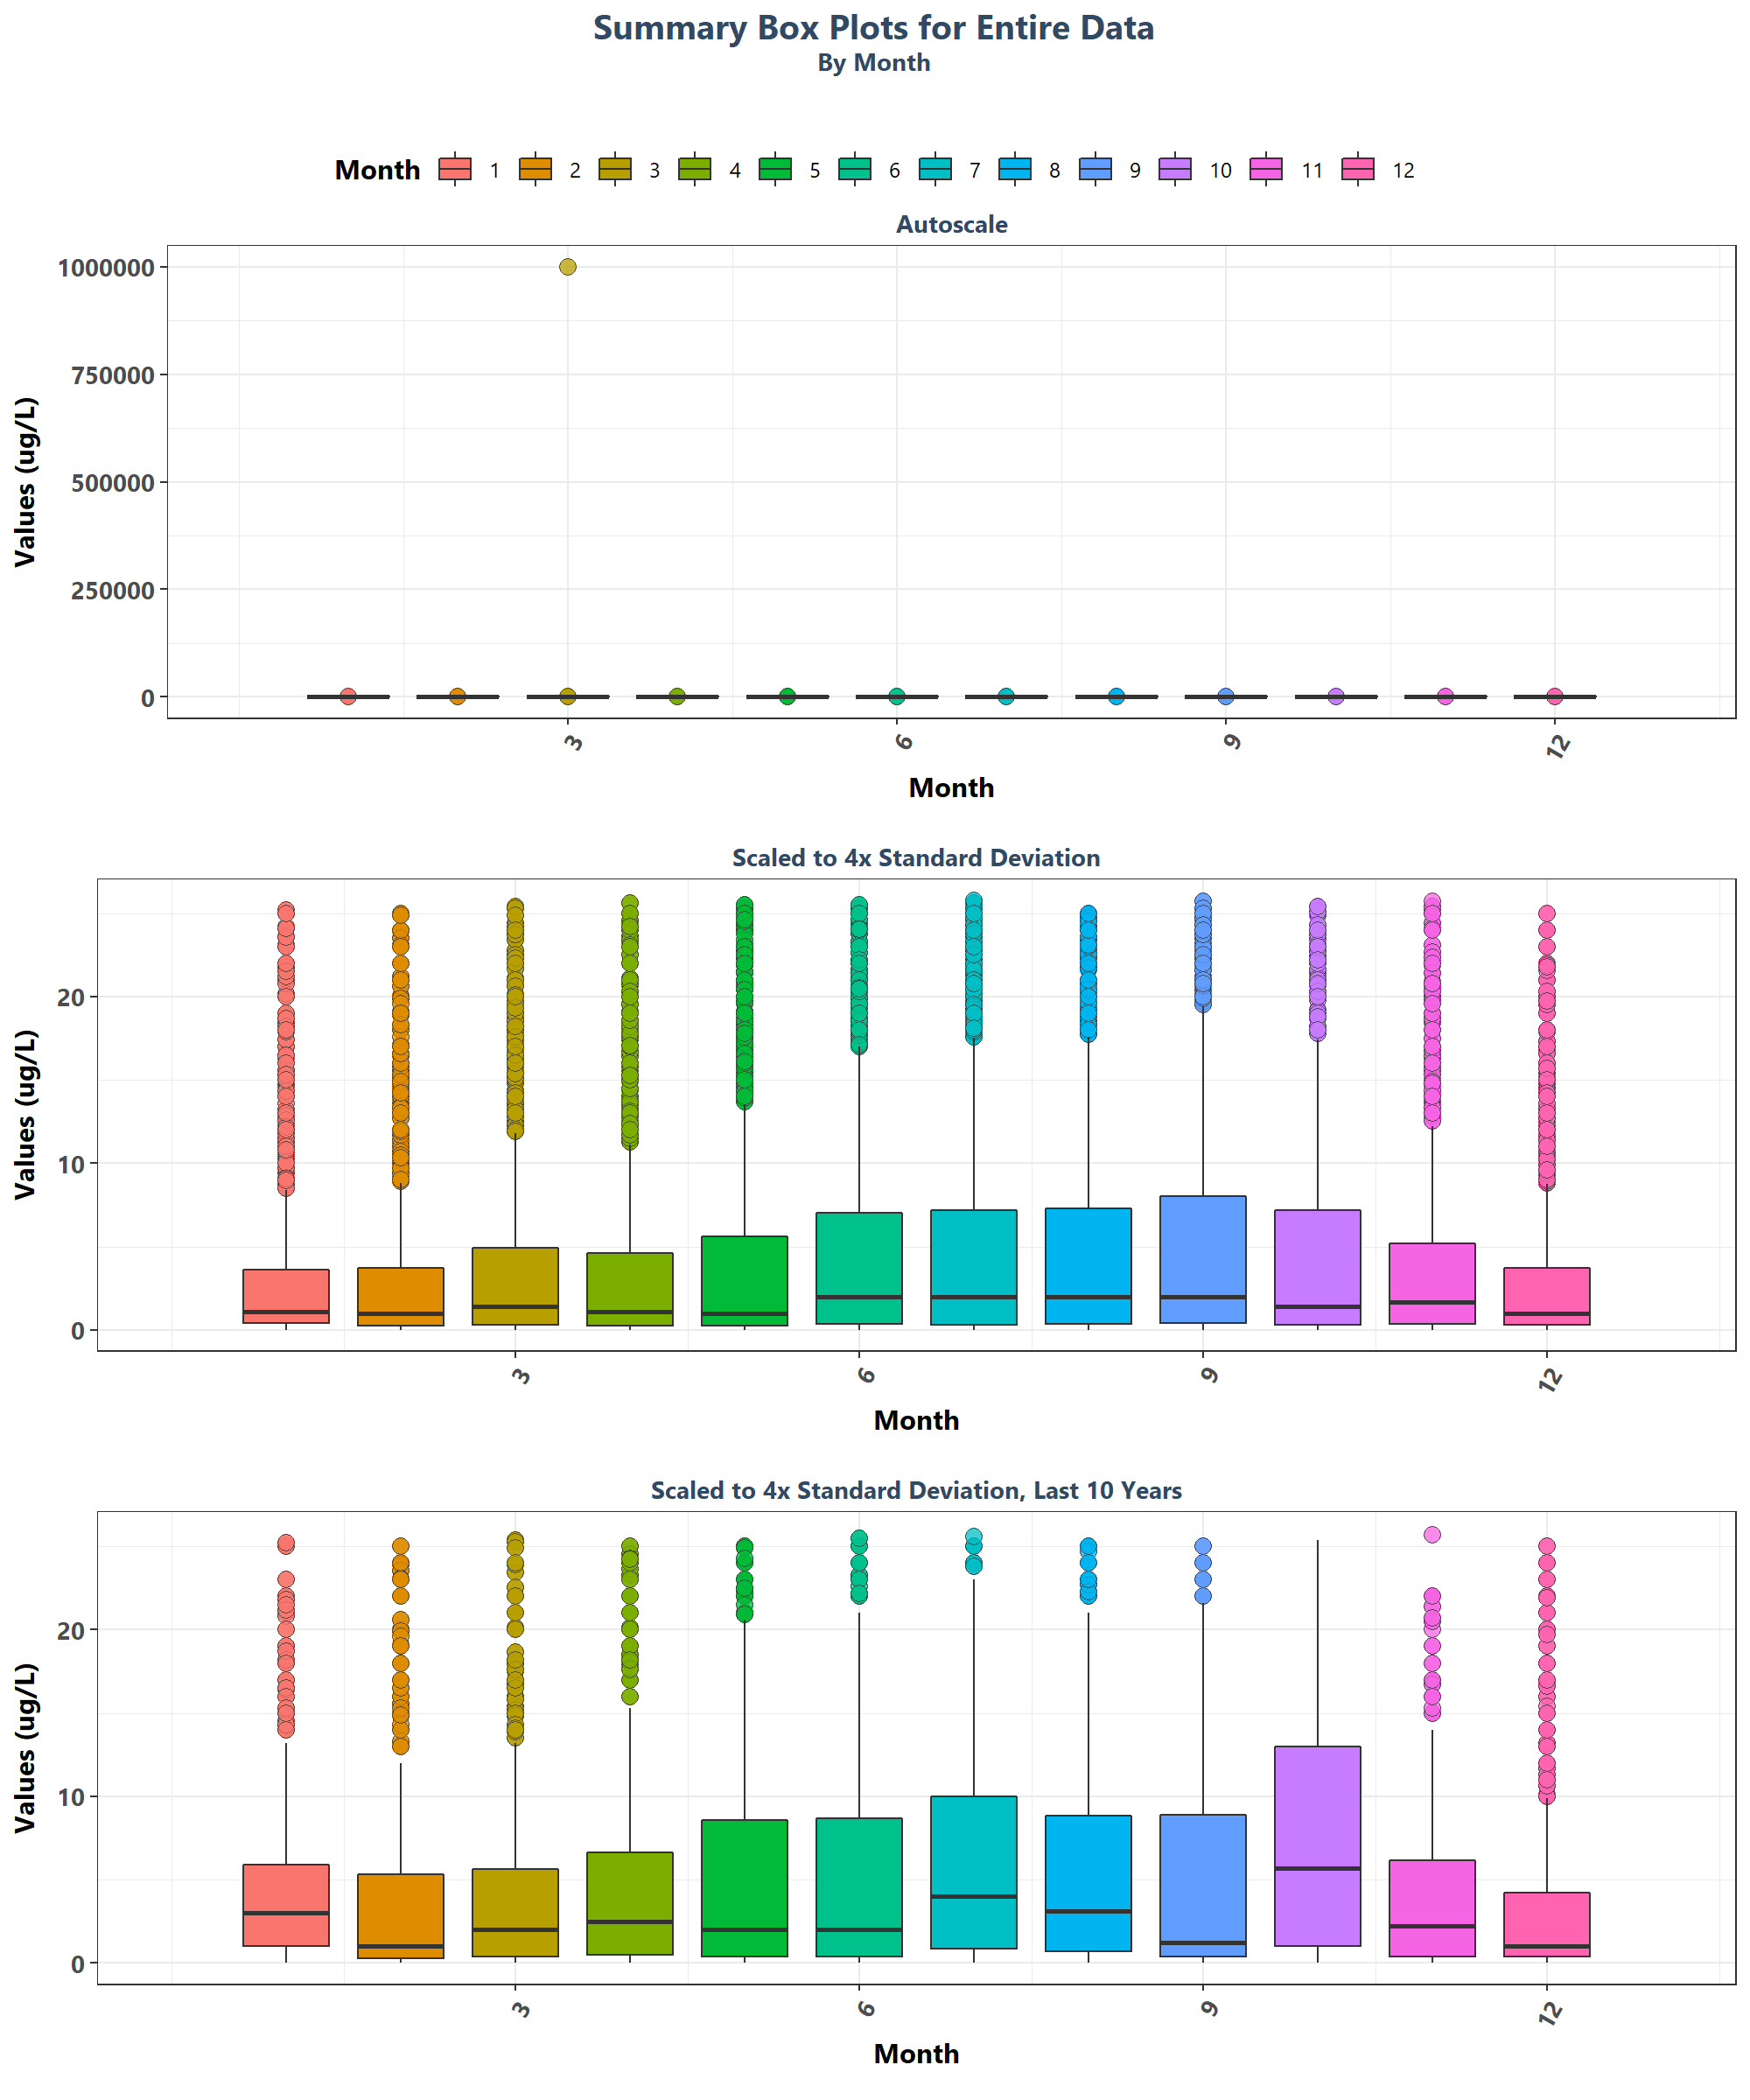 Summary Box Plots for Entire Data
By Month
Month 1 2 3 4 5 6 7 8 9 10 11 12
Autoscale
Values (ug/L)
1000000
750000
500000
250000
0
3 6 9 12
Month
Scaled to 4x Standard Deviation
Values (ug/L)
20
10
0
3 6 9 12
Month
Scaled to 4x Standard Deviation, Last 10 Years
Values (ug/L)
20
10
0
3 6 9 12
Month